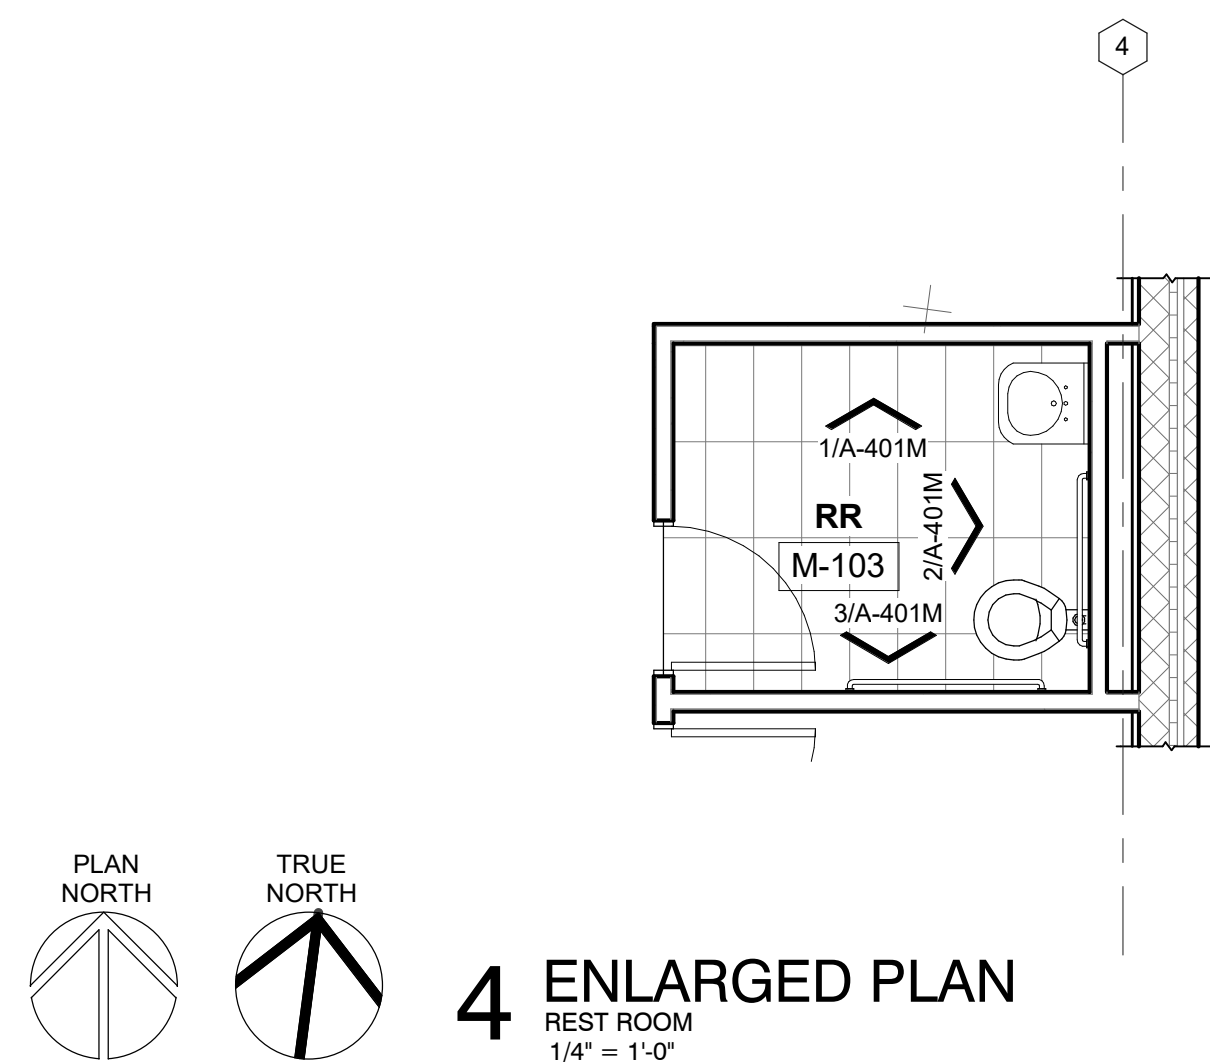 4
1/A-401M
2/A-401M
RR
M-103
3/A-401M
PLAN
NORTH
TRUE
NORTH
4 ENLARGED PLAN
REST ROOM
1/4" = 1'-0"